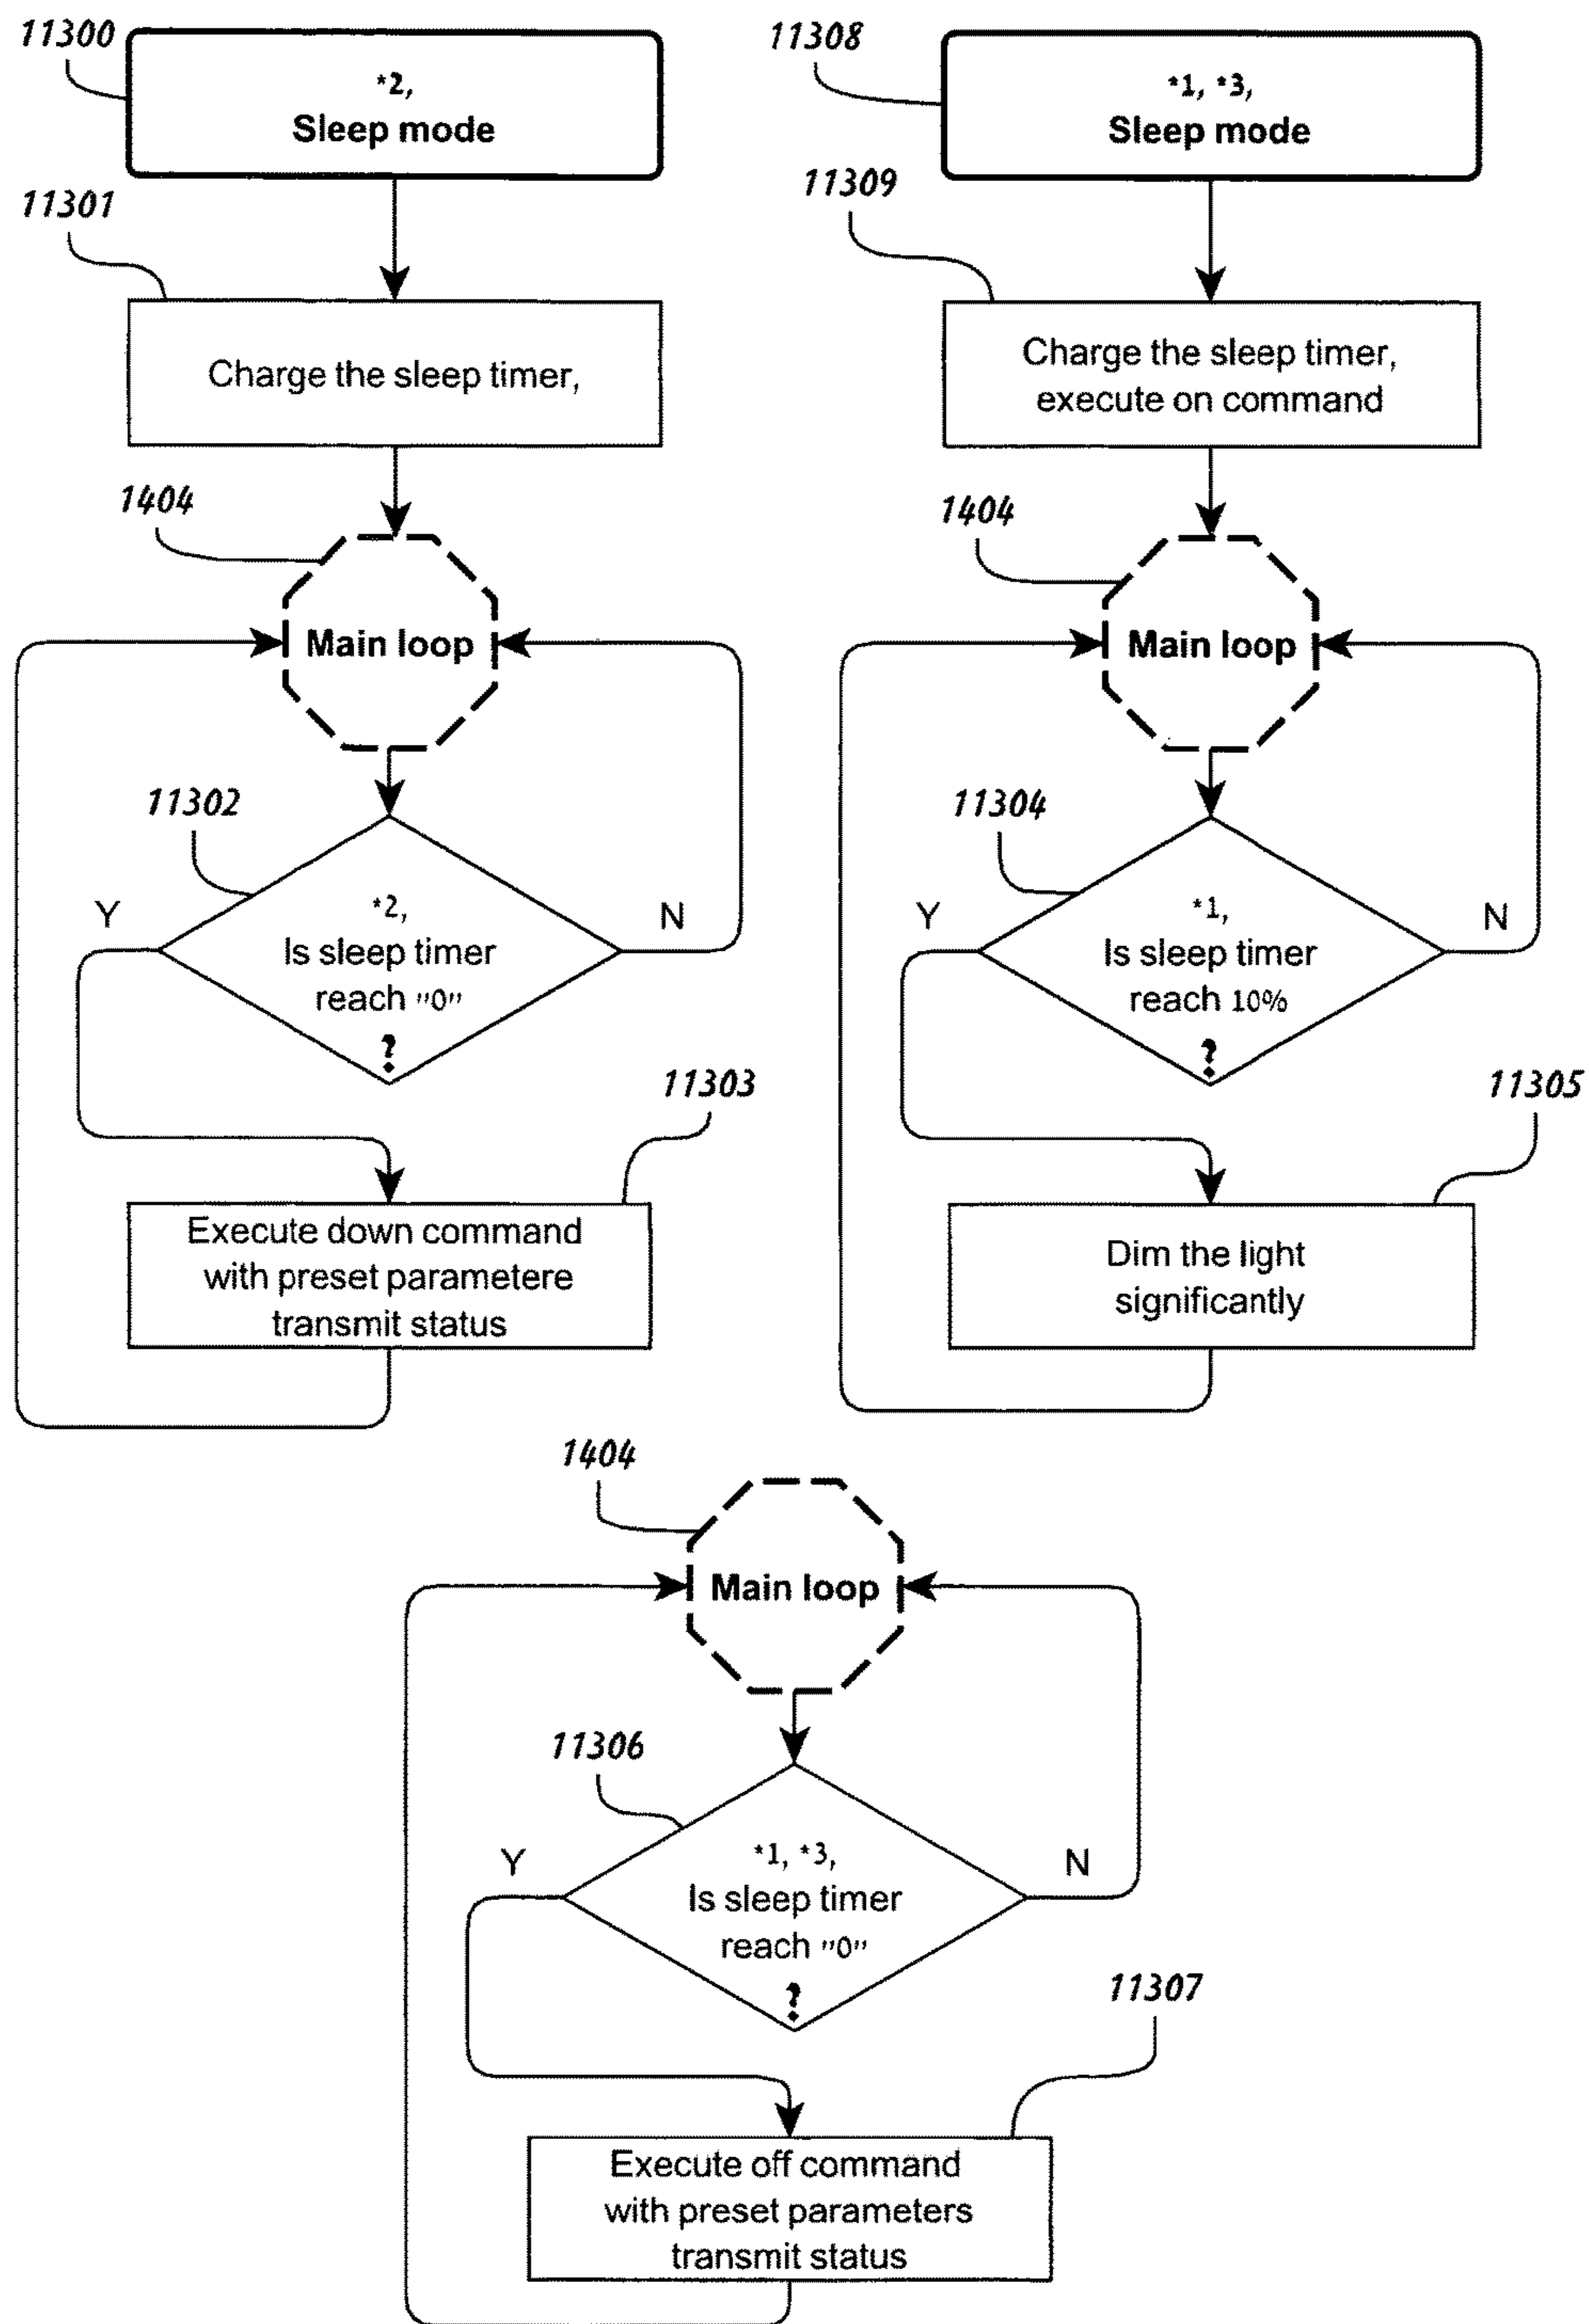 11300
*2,
Sleep mode
11301
Charge the sleep timer,
1404
Main loop
11302
*2,
Is sleep timer
reach "0"
?
Y
N
11303
Execute down command
with preset parametere
transmit status
11308
*1, *3,
Sleep mode
11309
Charge the sleep timer,
execute on command
1404
Main loop
11304
*1,
Is sleep timer
reach 10%
?
Y
N
11305
Dim the light
significantly
1404
Main loop
11306
*1, *3,
Is sleep timer
reach "0"
?
Y
N
11307
Execute off command
with preset parameters
transmit status